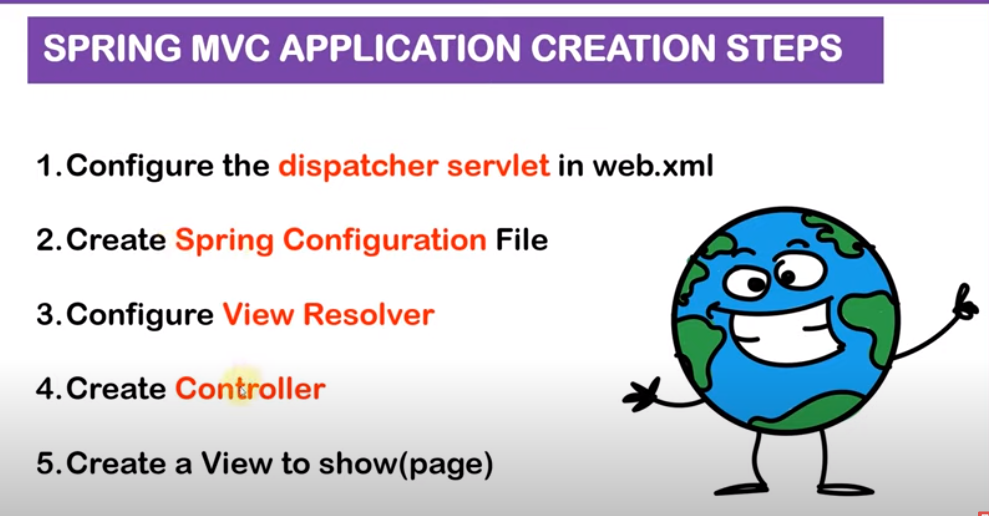 SPRING MVC APPLICATION CREATION STEPS
1.Configure the dispatcher servlet in web.xml
2.Create Spring Configuration File
3.Configure View Resolver
4.Create Controller
5.Create a View to show(page)